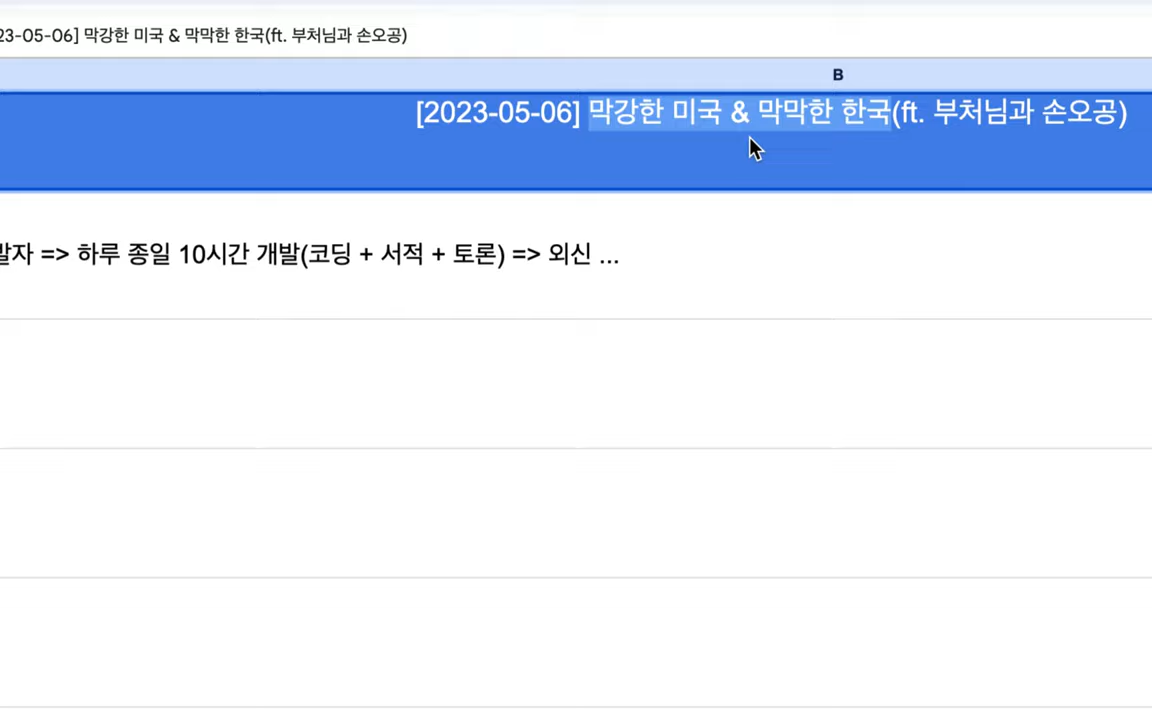 23-05-06] 막강한 미국 & 막막한 한국(ft. 부처님과 손오공)
B
[2023-05-06] 막강한 미국 & 막막한 한국(ft. 부처님과 손오공)
발자 => 하루 종일 10시간 개발(코딩 + 서적 + 토론) => 외신 ...